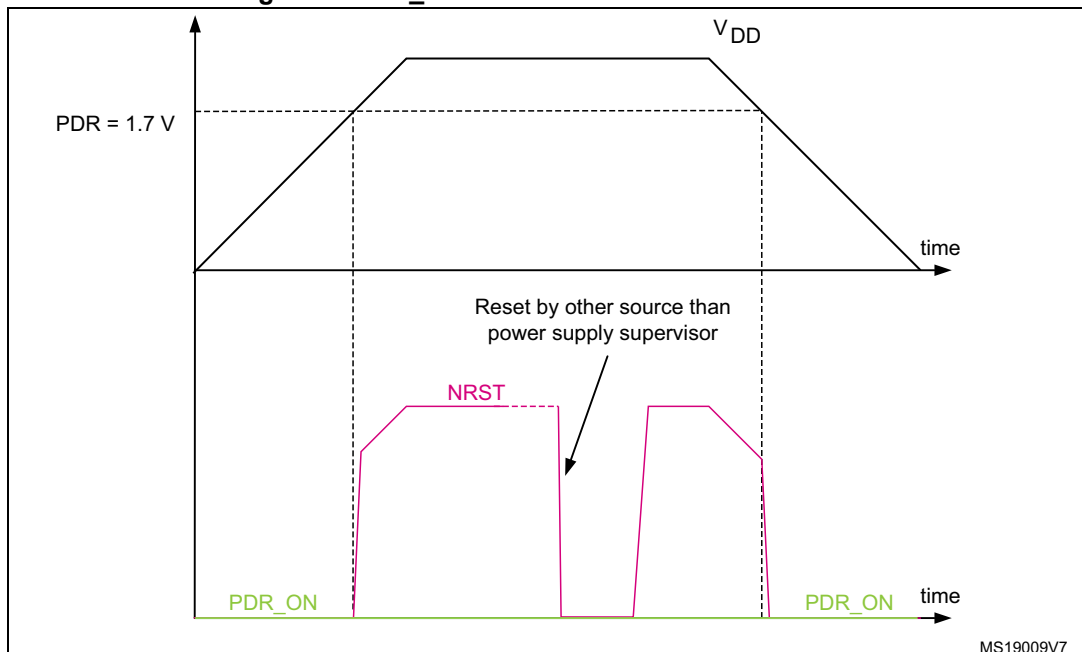 V DD
PDR = 1.7 V
time
Reset by other source than
power supply supervisor
NRST
PDR_ON
PDR_ON
time
MS19009V7